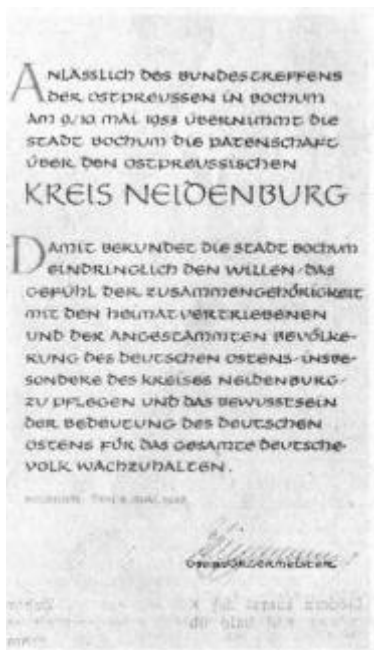 ANLÄSSLICH DES BUNDESTREFFENS
DER OSTPREUSSEN IN BOCHUM
AM 9./10. MAI 1953 ÜBERNIMMT DIE
STADT BOCHUM DIE PATENSCHAFT
ÜBER DEN OSTPREUSSISCHEN
KREIS NEIDENBURG
DAMIT BEKUNDET DIE STADT BOCHUM
EINDRINGLICH DEN WILLEN, DAS
GEFÜHL DER ZUSAMMENGEHÖRIGKEIT
MIT DEN HEIMATVERTRIEBENEN
UND DER ANGESTAMMTEN BEVÖLKE-
RUNG DES DEUTSCHEN OSTENS, INSBE-
SONDERE DES KREISES NEIDENBURG,
ZU PFLEGEN UND DAS BEWUSSTSEIN
DER BEDEUTUNG DES DEUTSCHEN
OSTENS FÜR DAS GESAMTE DEUTSCHE
VOLK WACHZUHALTEN.
OBERBÜRGERMEISTER